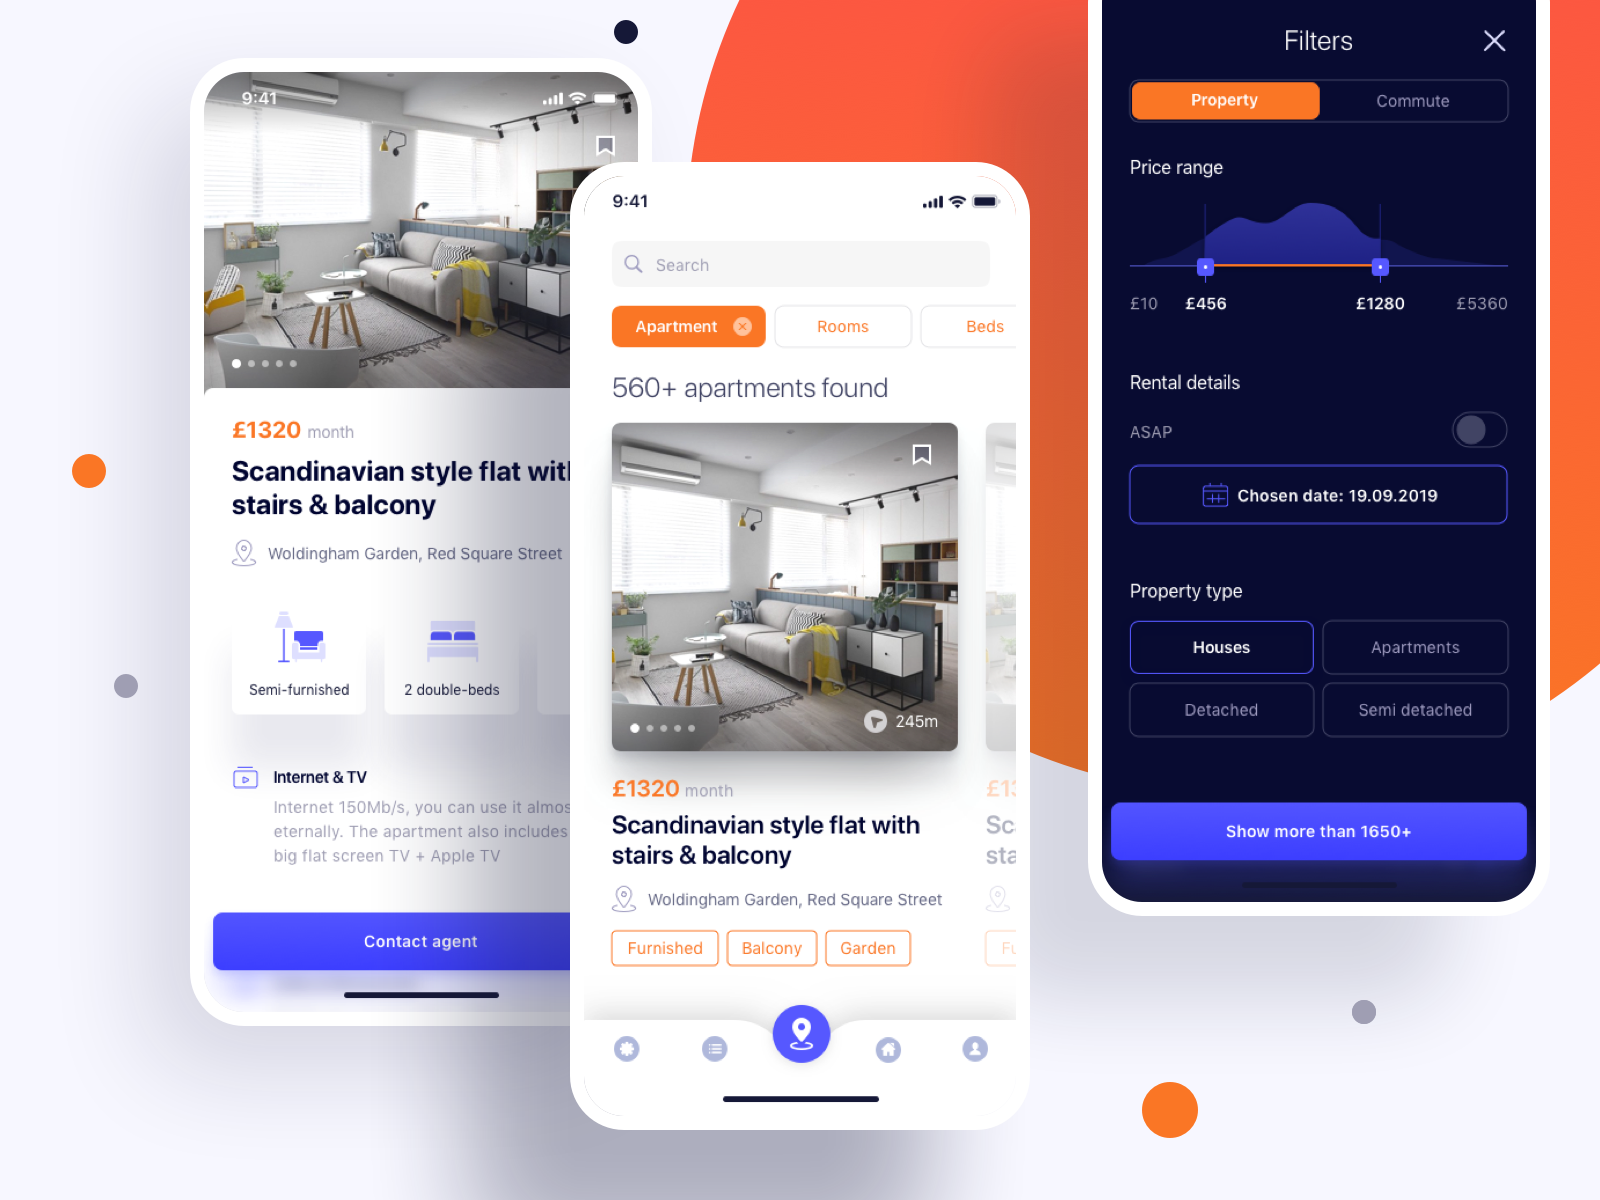 9:41
£1320 month
Scandinavian style flat with
stairs & balcony
Woldingham Garden, Red Square Street
Semi-furnished
2 double-beds
Internet & TV
Internet 150Mb/s, you can use it almos
eternally. The apartment also includes
big flat screen TV + Apple TV
Contact agent
9:41
Search
Apartment
Rooms
Beds
560+ apartments found
245m
£1320 month
Scandinavian style flat with
stairs & balcony
Woldingham Garden, Red Square Street
Furnished
Balcony
Garden
£13
Sc
sta
Fu
Filters
Property
Commute
Price range
£10 £456 £1280 £5360
Rental details
ASAP
Chosen date: 19.09.2019
Property type
Houses
Apartments
Detached
Semi detached
Show more than 1650+